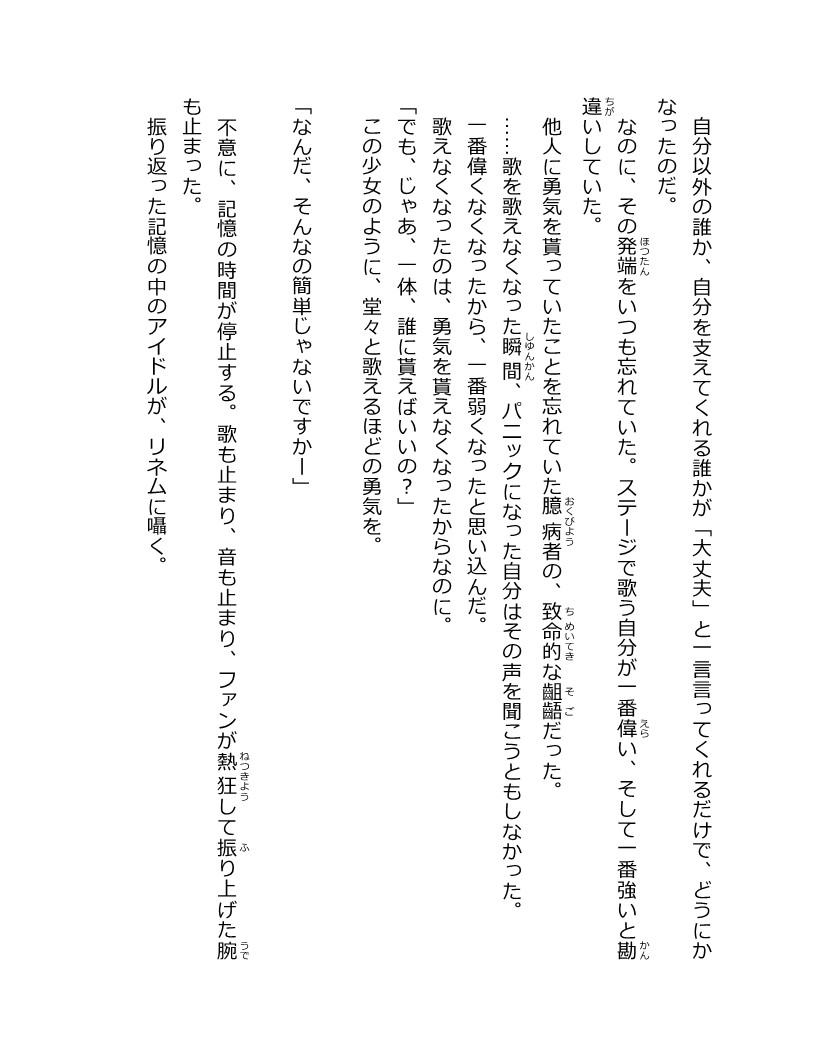 自分以外の誰か、自分を支えてくれる誰かが「大丈夫」と一言言ってくれるだけで、どうにか
なったのだ。
なのに、その発端をいつも忘れていた。ステージで歌う自分が一番偉い、そして一番強いと勘
違いしていた。
他人に勇気を貰っていたことを忘れていた臆病者の、致命的な齟齬だった。
……歌を歌えなくなった瞬間、パニックになった自分はその声を聞こうともしなかった。
一番偉くなくなったから、一番弱くなったと思い込んだ。
歌えなくなったのは、勇気を貰えなくなったからなのに。
「でも、じゃあ、一体、誰に貰えばいいの？」
この少女のように、堂々と歌えるほどの勇気を。
「なんだ、そんなの簡単じゃないですかー」
不意に、記憶の時間が停止する。歌も止まり、音も止まり、ファンが熱狂して振り上げた腕
も止まった。
振り返った記憶の中のアイドルが、リネムに囁く。